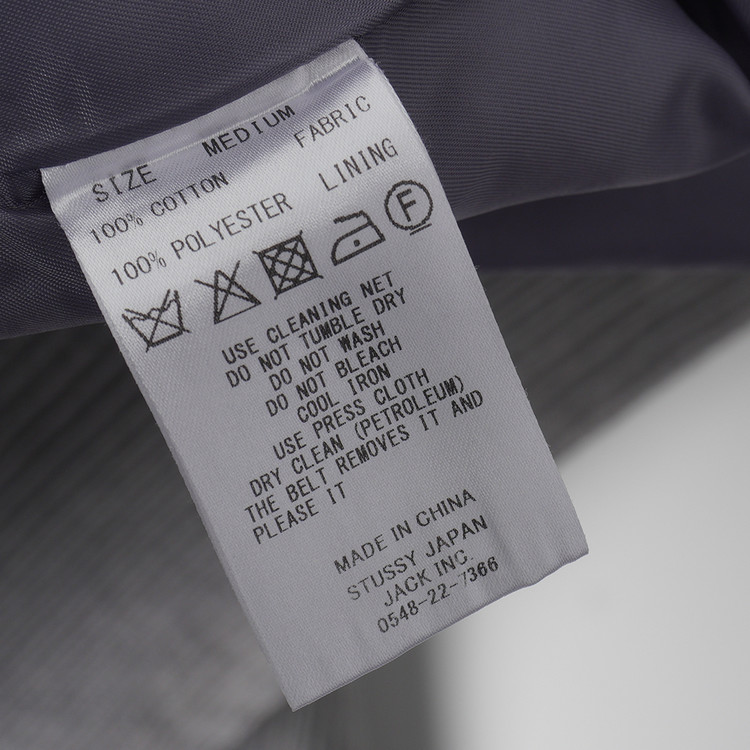 SIZE MEDIUM
100% COTTON FABRIC
100% POLYESTER LINING
F
USE CLEANING NET
DO NOT TUMBLE DRY
DO NOT WASH
DO NOT BLEACH
COOL IRON
USE PRESS CLOTH
DRY CLEAN (PETROLEUM)
THE BELT REMOVES IT AND
PLEASE IT
MADE IN CHINA
STUSSY JAPAN
JACK INC.
0548-22-7366